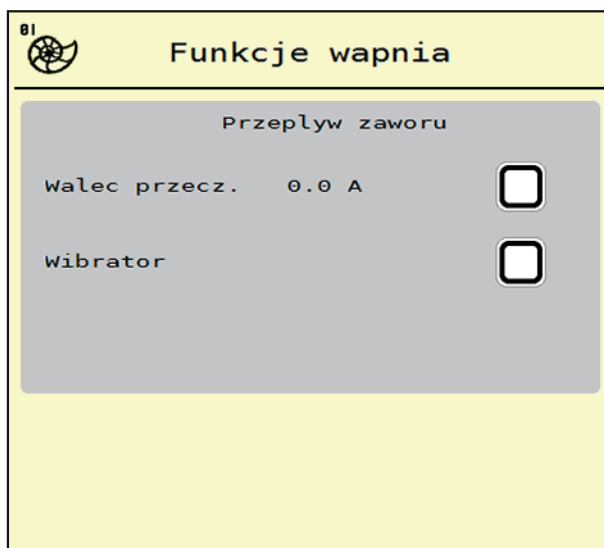 01
Funkcje wapnia
Przeplyw zaworu
Walec przecz. 0.0 A
Wibrator